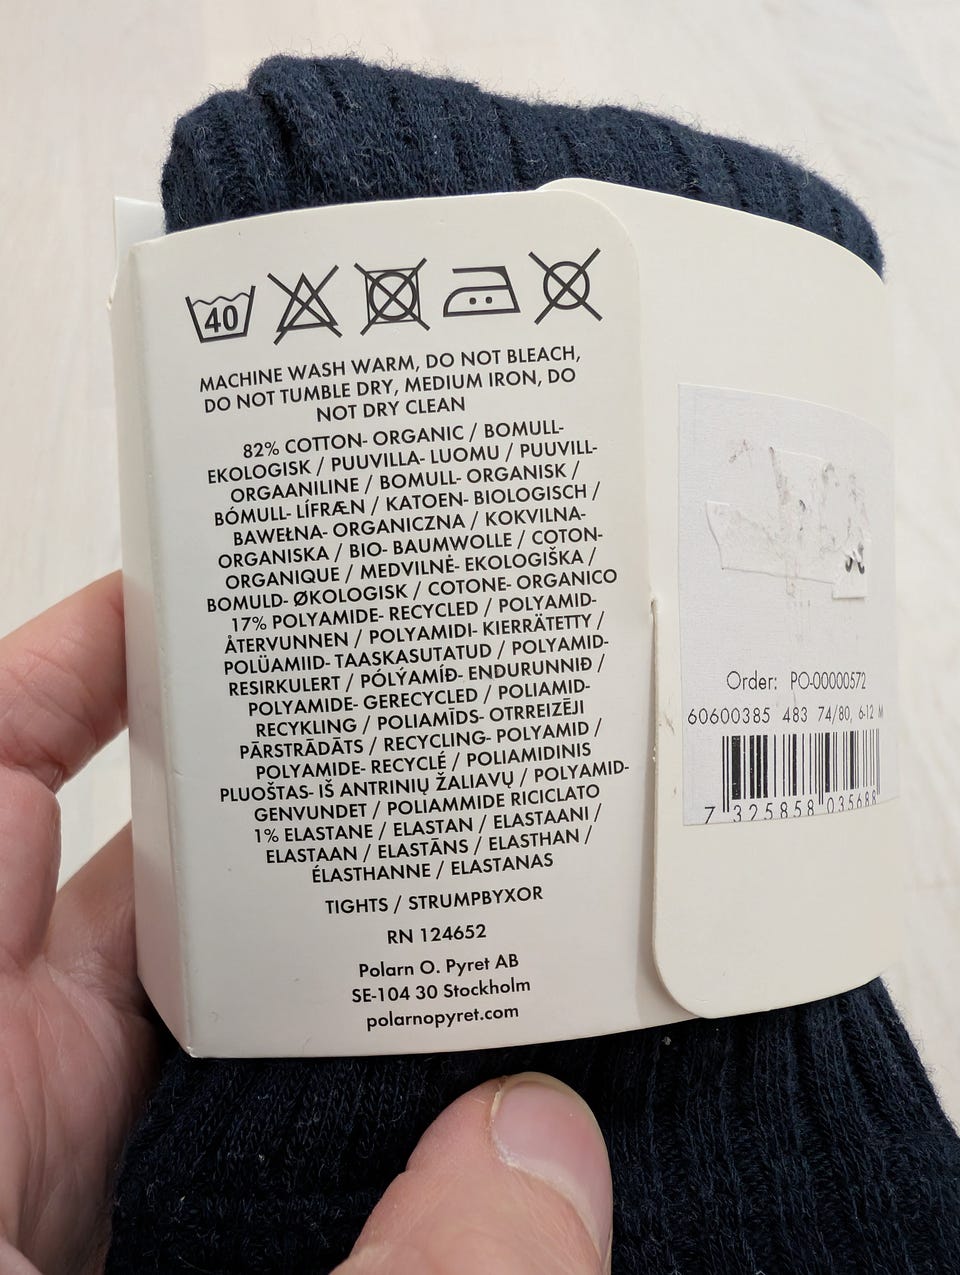 40
MACHINE WASH WARM, DO NOT BLEACH,
DO NOT TUMBLE DRY, MEDIUM IRON, DO
NOT DRY CLEAN
82% COTTON- ORGANIC / BOMULL-
EKOLOGISK / PUUVILLA- LUOMU / PUUVILL-
ORGAANILINE / BOMULL- ORGANISK /
BÓMULL- LÍFRÆN / KATOEN- BIOLOGISCH /
BAWEŁNA- ORGANICZNA / KOKVILNA-
ORGANISKA / BIO- BAUMWOLLE / COTON-
ORGANIQUE / MEDVILNĖ- EKOLOGIŠKA /
BOMULD- ØKOLOGISK / COTONE- ORGANICO
17% POLYAMIDE- RECYCLED / POLYAMID-
ÅTERVUNNEN / POLYAMIDI- KIERRÄTETTY /
POLÜAMIID- TAASKASUTATUD / POLYAMID-
RESIRKULERT / PÓLÝAMÍÐ- ENDURUNNIÐ /
POLYAMIDE- GERECYCLED / POLIAMID-
RECYKLING / POLIAMĪDS- OTRREIZĒJI
PĀRSTRĀDĀTS / RECYCLING- POLYAMID /
POLYAMIDE- RECYCLÉ / POLIAMIDINIS
PLUOŠTAS- IŠ ANTRINIŲ ŽALIAVŲ / POLYAMID-
GENVUNDET / POLIAMMIDE RICICLATO
1% ELASTANE / ELASTAN / ELASTAANI /
ELASTAAN / ELASTĀNS / ELASTHAN /
ÉLASTHANNE / ELASTANAS
TIGHTS / STRUMPBYXOR
RN 124652
Polarn O. Pyret AB
SE-104 30 Stockholm
polarnopyret.com
Order: PO-00000572
60600385 483 74/80, 6-12 M
7 325858 035688